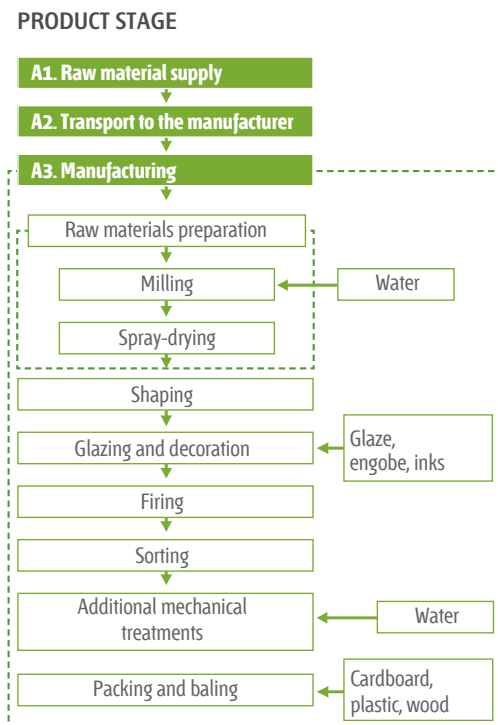 PRODUCT STAGE
A1. Raw material supply
A2. Transport to the manufacturer
A3. Manufacturing
Raw materials preparation
Milling
Water
Spray-drying
Shaping
Glazing and decoration
Glaze,
engobe, inks
Firing
Sorting
Additional mechanical
treatments
Water
Packing and baling
Cardboard,
plastic, wood